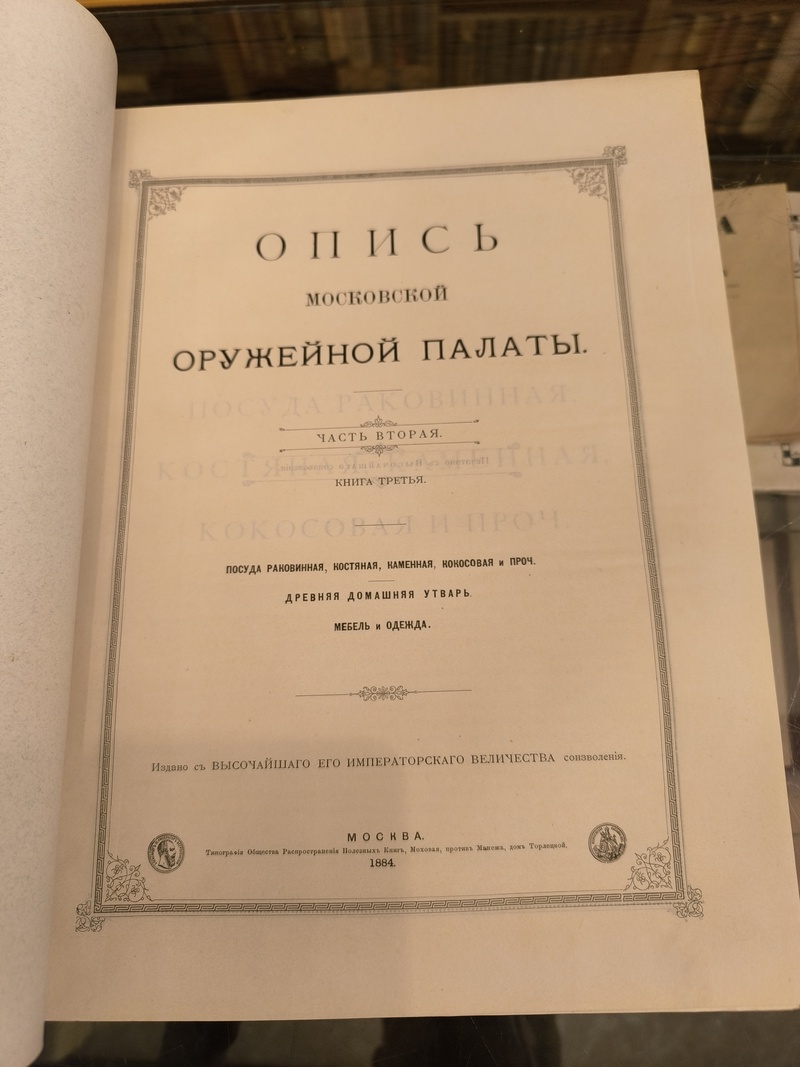 ОПИСЬ
МОСКОВСКОЙ
ОРУЖЕЙНОЙ ПАЛАТЫ.
ЧАСТЬ ВТОРАЯ.
КНИГА ТРЕТЬЯ.
ПОСУДА РАКОВИННАЯ, КОСТЯНАЯ, КАМЕННАЯ, КОКОСОВАЯ и ПРОЧ.
ДРЕВНЯЯ ДОМАШНЯЯ УТВАРЬ.
МЕБЕЛЬ и ОДЕЖДА.
Издано съ ВЫСОЧАЙШАГО ЕГО ИМПЕРАТОРСКАГО ВЕЛИЧЕСТВА соизволенія.
МОСКВА.
Типографія Общества Распространенія Полезныхъ Книгъ, Моховая, противъ Манежа, домъ Торлецкой.
1884.